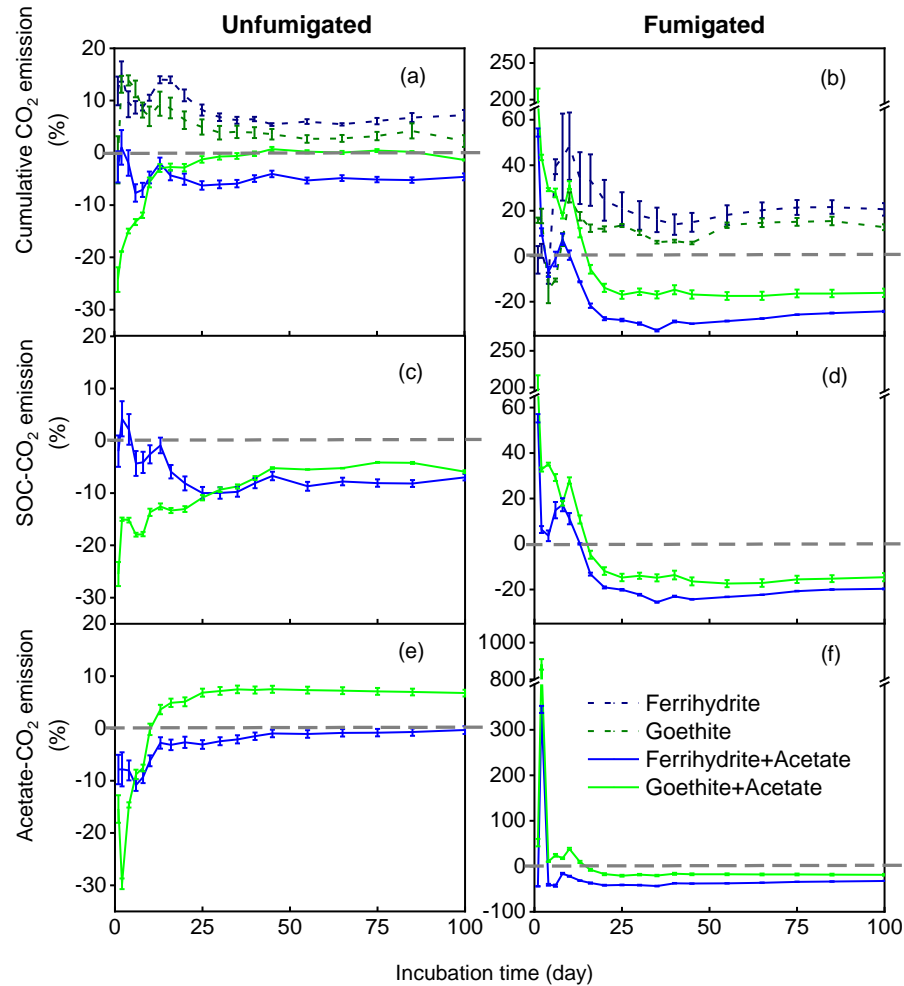 Unfumigated
Fumigated
Cumulative CO₂ emission
(%)
20
10
0
-10
-20
-30
(a)
250
200
60
40
20
0
-20
(b)
SOC-CO₂ emission
(%)
20
10
0
-10
-20
-30
(c)
250
200
60
40
20
0
-20
(d)
Acetate-CO₂ emission
(%)
20
10
0
-10
-20
-30
(e)
1000
800
300
200
100
0
-100
(f)
Ferrihydrite
Goethite
Ferrihydrite+Acetate
Goethite+Acetate
0 25 50 75 100
0 25 50 75 100
Incubation time (day)